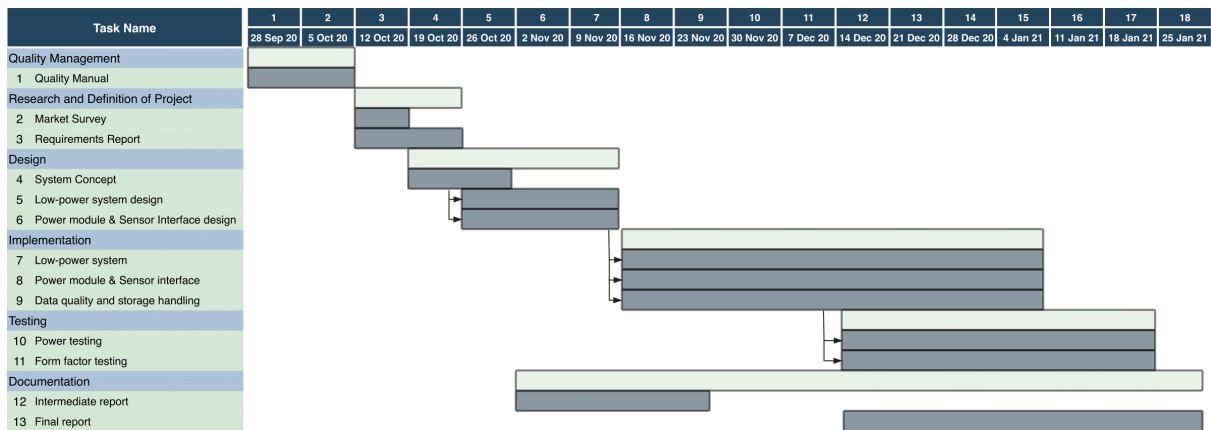 Task Name
1 2 3 4 5 6 7 8 9 10 11 12 13 14 15 16 17 18
28 Sep 20 5 Oct 20 12 Oct 20 19 Oct 20 26 Oct 20 2 Nov 20 9 Nov 20 16 Nov 20 23 Nov 20 30 Nov 20 7 Dec 20 14 Dec 20 21 Dec 20 28 Dec 20 4 Jan 21 11 Jan 21 18 Jan 21 25 Jan 21
Quality Management
1 Quality Manual
Research and Definition of Project
2 Market Survey
3 Requirements Report
Design
4 System Concept
5 Low-power system design
6 Power module & Sensor Interface design
Implementation
7 Low-power system
8 Power module & Sensor interface
9 Data quality and storage handling
Testing
10 Power testing
11 Form factor testing
Documentation
12 Intermediate report
13 Final report